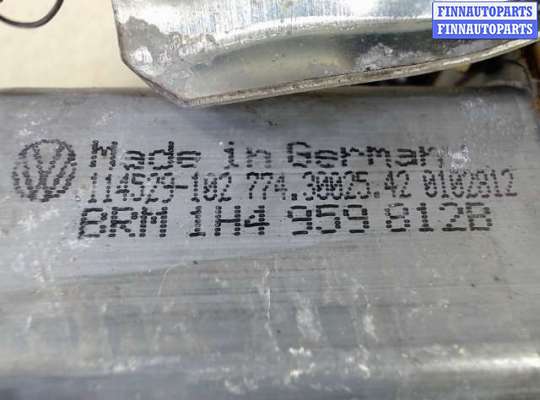 FINNAUTOPARTS
FINNAUTOPARTS
Made in Germany
114529-102 774.30025.42 0102812
BRM 1H4 959 812B